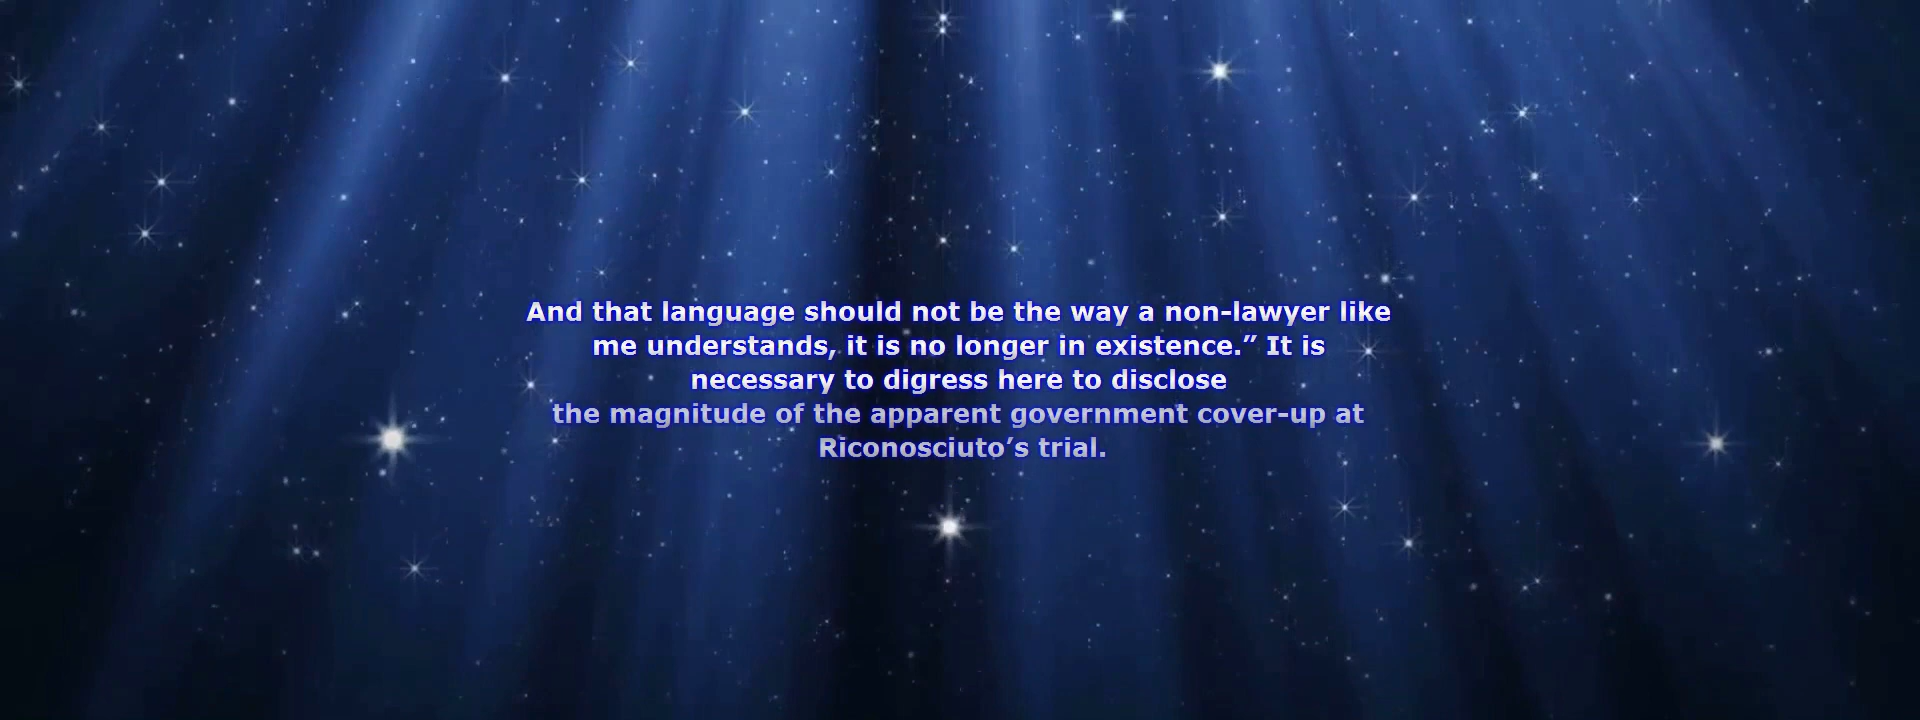 And that language should not be the way a non-lawyer like
me understands, it is no longer in existence.” It is
necessary to digress here to disclose
the magnitude of the apparent government cover-up at
Riconosciuto’s trial.